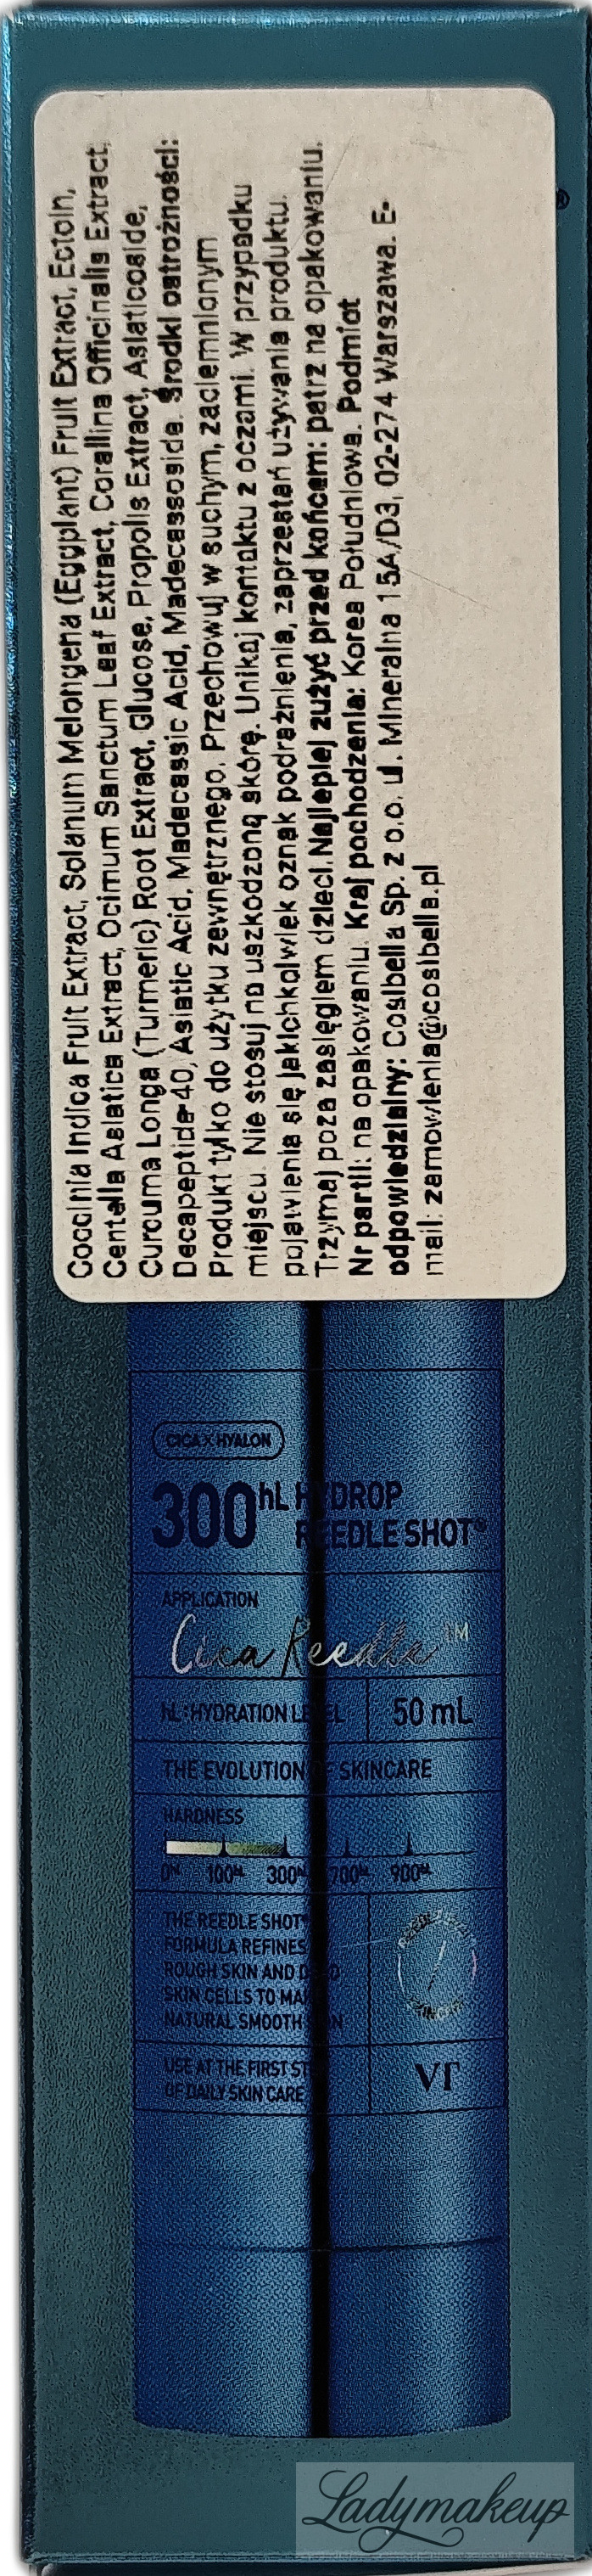 Coccinia Indica Fruit Extract, Solanum Melongena (Eggplant) Fruit Extract, Ectoin,
Centella Asiatica Extract, Ocimum Sanctum Leaf Extract, Corallina Officinalis Extract,
Curcuma Longa (Turmeric) Root Extract, Glucose, Propolis Extract, Asiaticoside,
Decapeptide-40, Asiatic Acid, Madecassic Acid, Madecassoside. Środki ostrożności:
Produkt tylko do użytku zewnętrznego. Przechowuj w suchym, zaciemnionym
miejscu. Nie stosuj na uszkodzoną skórę. Unikaj kontaktu z oczami. W przypadku
pojawienia się jakichkolwiek oznak podrażnienia, zaprzestań używania produktu.
Trzymaj poza zasięgiem dzieci. Najlepiej zużyć przed końcem: patrz na opakowaniu.
Nr partii: na opakowaniu. Kraj pochodzenia: Korea Południowa. Podmiot
odpowiedzialny: Cosibella Sp. z o.o. ul. Mineralna 15A/D3, 02-274 Warszawa. E-
mail: zamowienia@cosibella.pl
®
CICA × HYALON
300hL HYDROP
REEDLE SHOT®
APPLICATION
Cica Reedle™
hL: HYDRATION LEVEL 50 mL
THE EVOLUTION OF SKINCARE
HARDNESS
0 100 300 700 900
THE REEDLE SHOT®
FORMULA REFINES
ROUGH SKIN AND DEAD
SKIN CELLS TO MAKE
NATURAL SMOOTH SKIN
USE AT THE FIRST STEP
OF DAILY SKIN CARE
VT
Ladymakeup